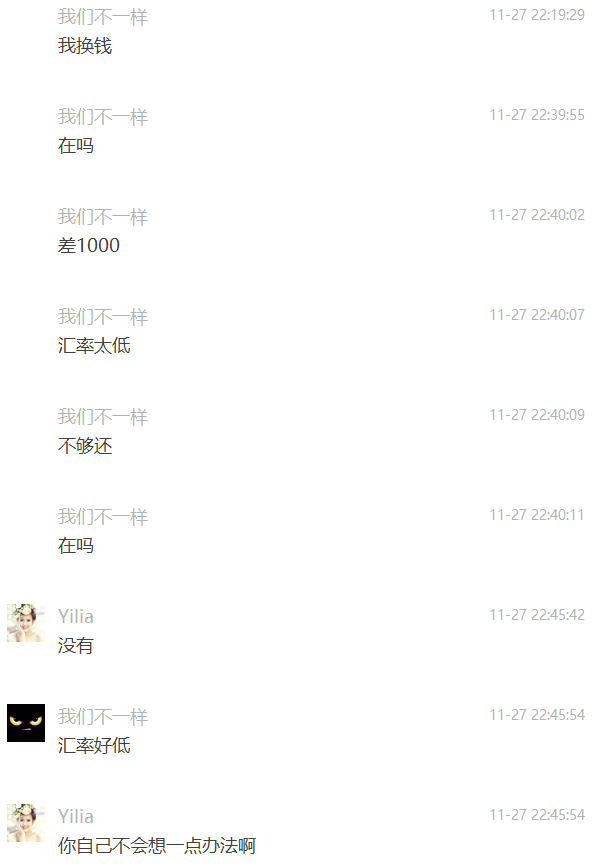 我们不一样 11-27 22:19:29
我换钱
我们不一样 11-27 22:39:55
在吗
我们不一样 11-27 22:40:02
差1000
我们不一样 11-27 22:40:07
汇率太低
我们不一样 11-27 22:40:09
不够还
我们不一样 11-27 22:40:11
在吗
Yilia 11-27 22:45:42
没有
我们不一样 11-27 22:45:54
汇率好低
Yilia 11-27 22:45:54
你自己不会想一点办法啊